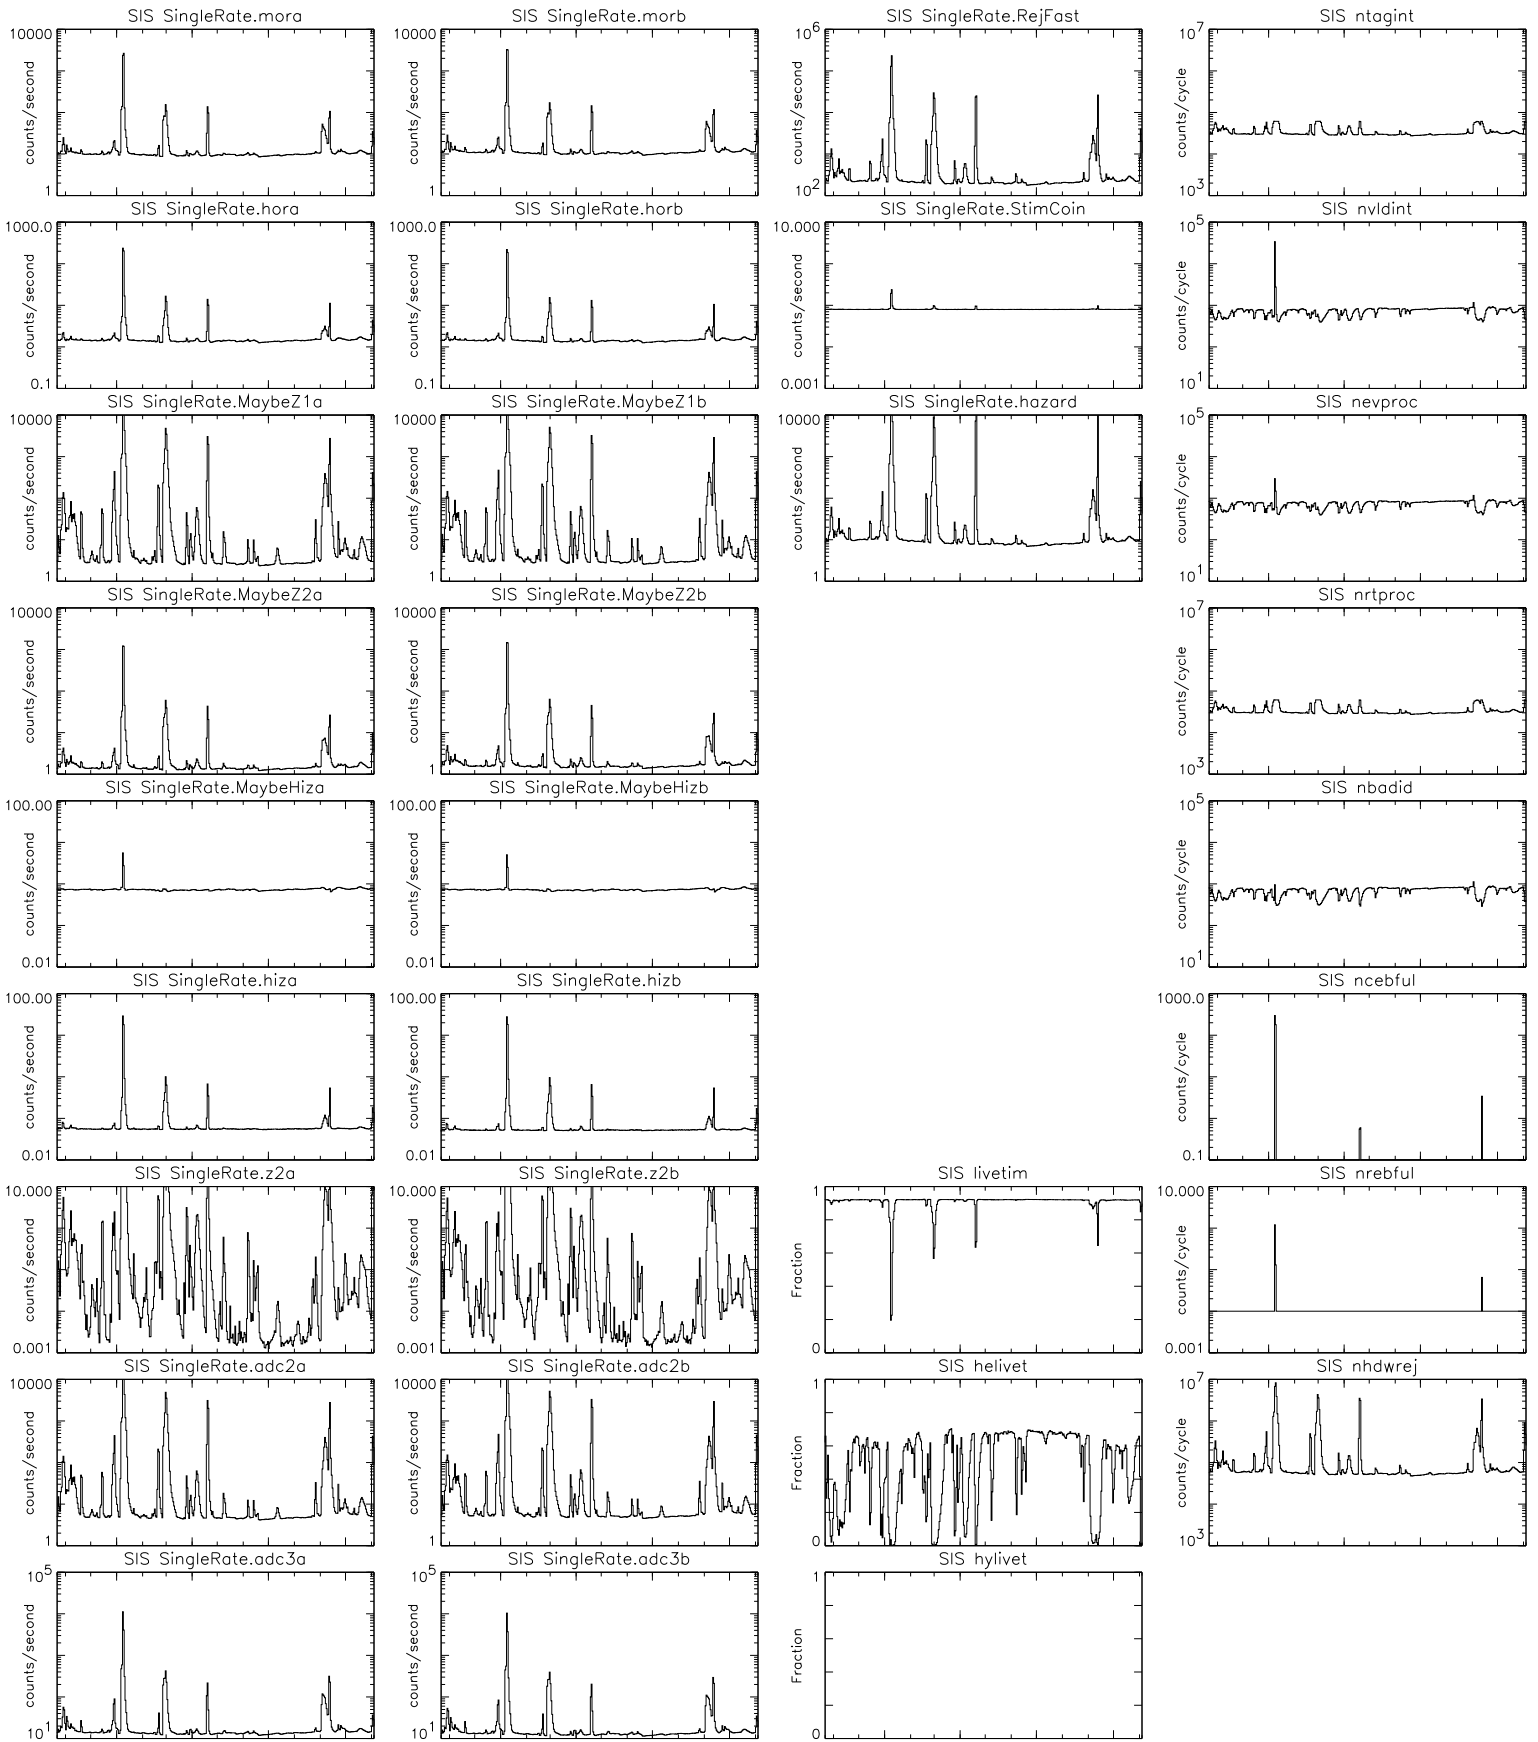 SIS SingleRate.mora
10000
counts/second
1
SIS SingleRate.morb
10000
counts/second
1
SIS SingleRate.RejFast
10^6
counts/second
10^2
SIS ntagint
10^7
counts/cycle
10^3
SIS SingleRate.hora
1000.0
counts/second
0.1
SIS SingleRate.horb
1000.0
counts/second
0.1
SIS SingleRate.StimCoin
10.000
counts/second
0.001
SIS nvldint
10^5
counts/cycle
10^1
SIS SingleRate.MaybeZ1a
10000
counts/second
1
SIS SingleRate.MaybeZ1b
10000
counts/second
1
SIS SingleRate.hazard
10000
counts/second
1
SIS nevproc
10^5
counts/cycle
10^1
SIS SingleRate.MaybeZ2a
10000
counts/second
1
SIS SingleRate.MaybeZ2b
10000
counts/second
1
SIS nrtproc
10^7
counts/cycle
10^3
SIS SingleRate.MaybeHiza
100.00
counts/second
0.01
SIS SingleRate.MaybeHizb
100.00
counts/second
0.01
SIS nbadid
10^5
counts/cycle
10^1
SIS SingleRate.hiza
100.00
counts/second
0.01
SIS SingleRate.hizb
100.00
counts/second
0.01
SIS ncebful
1000.0
counts/cycle
0.1
SIS SingleRate.z2a
10.000
counts/second
0.001
SIS SingleRate.z2b
10.000
counts/second
0.001
SIS livetim
1
Fraction
0
SIS nrebful
10.000
counts/cycle
0.001
SIS SingleRate.adc2a
10000
counts/second
1
SIS SingleRate.adc2b
10000
counts/second
1
SIS helivet
1
Fraction
0
SIS nhdwrej
10^7
counts/cycle
10^3
SIS SingleRate.adc3a
10^5
counts/second
10^1
SIS SingleRate.adc3b
10^5
counts/second
10^1
SIS hylivet
1
Fraction
0